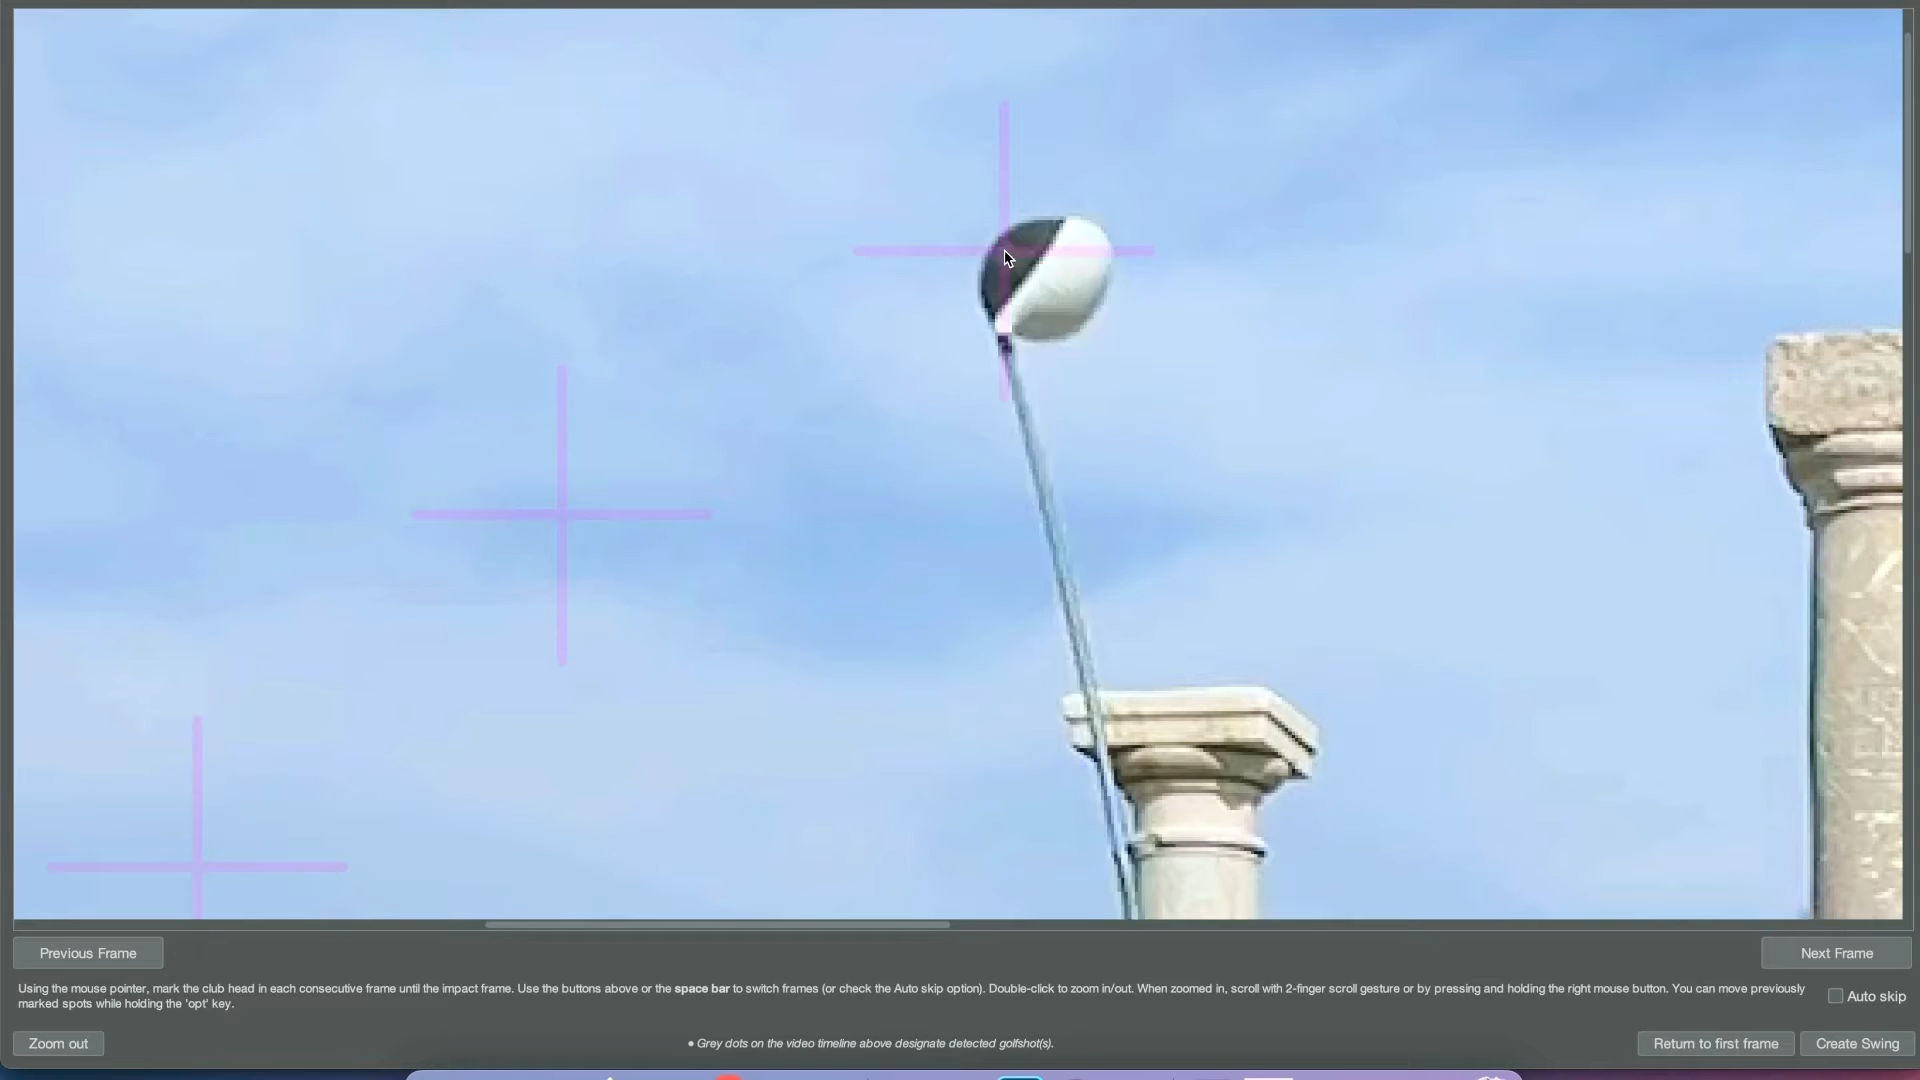 Previous Frame
Next Frame
Using the mouse pointer, mark the club head in each consecutive frame until the impact frame. Use the buttons above or the space bar to switch frames (or check the Auto skip option). Double-click to zoom in/out. When zoomed in, scroll with 2-finger scroll gesture or by pressing and holding the right mouse button. You can move previously
marked spots while holding the 'opt' key.
Auto skip
Zoom out
● Grey dots on the video timeline above designate detected golfshot(s).
Return to first frame
Create Swing